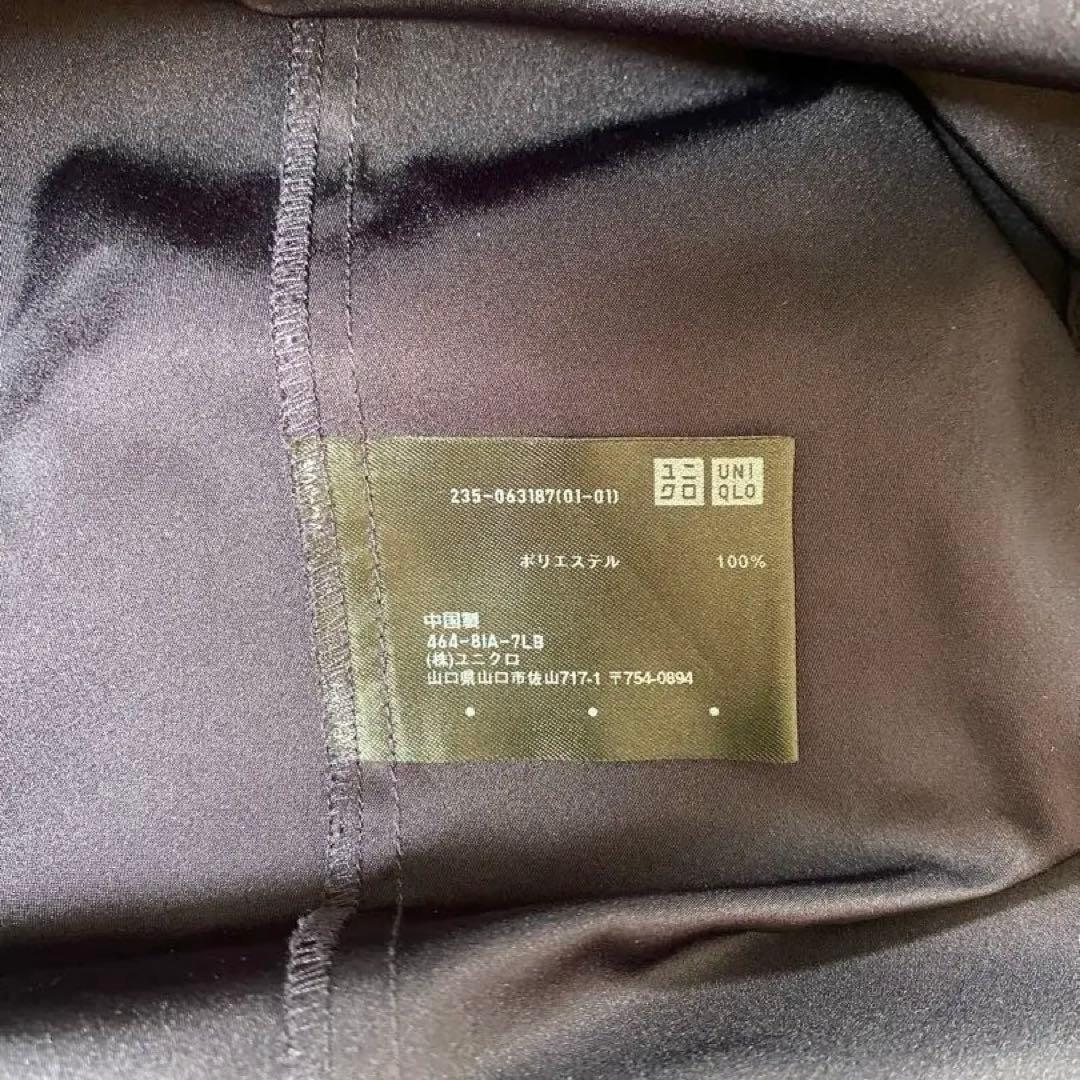 235-063187(01-01)
ユニ
クロ
UNI
QLO
ポリエステル 100%
中国製
464-81A-7LB
(株)ユニクロ
山口県山口市佐山717-1 〒754-0894